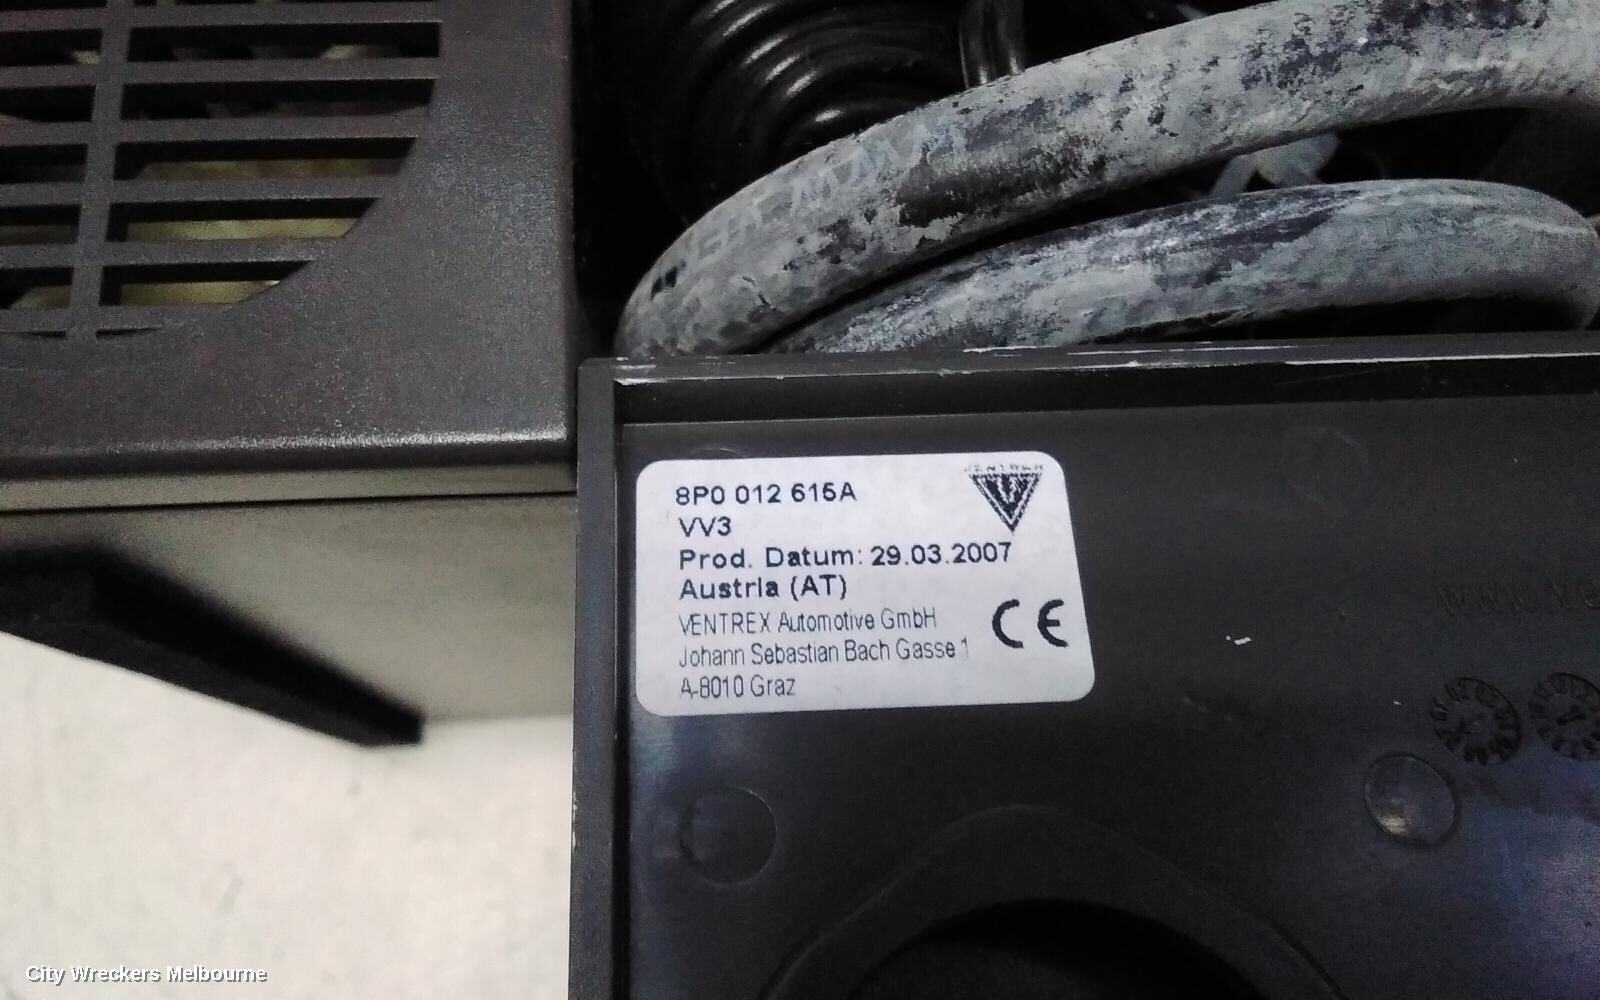 8P0 012 615A
VV3
Prod. Datum: 29.03.2007
Austria (AT)
VENTREX Automotive GmbH
Johann Sebastian Bach Gasse 1
A-8010 Graz
VENTREX
CE
City Wreckers Melbourne